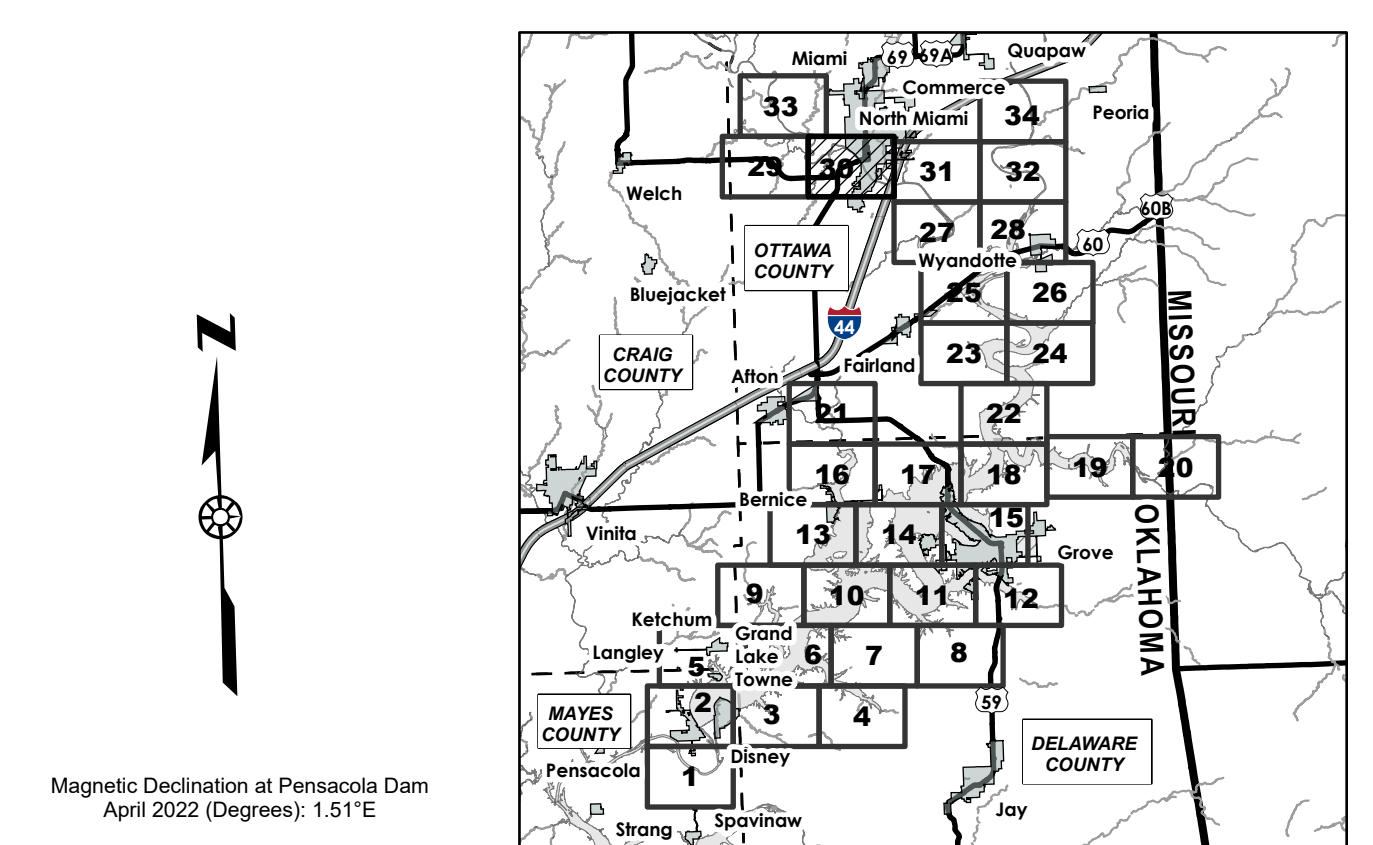 Miami
69
69A
Quapaw
Commerce
33
34
Peoria
North Miami
29
30
31
32
Welch
60B
27
28
60
OTTAWA
COUNTY
Wyandotte
Bluejacket
25
26
MISSOURI
44
N
CRAIG
COUNTY
23
24
Fairland
Afton
21
22
16
17
18
19
20
Bernice
OKLAHOMA
Vinita
13
14
15
Grove
9
10
11
12
Ketchum
Grand
Lake
Towne
Langley
5
6
7
8
2
3
4
59
MAYES
COUNTY
DELAWARE
COUNTY
Disney
Pensacola
1
Magnetic Declination at Pensacola Dam
April 2022 (Degrees): 1.51°E
Jay
Spavinaw
Strang